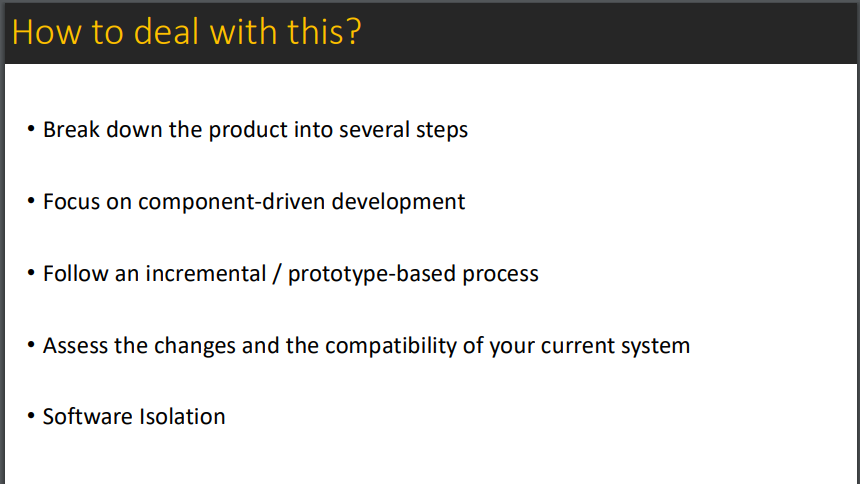 How to deal with this?
• Break down the product into several steps
• Focus on component-driven development
• Follow an incremental / prototype-based process
• Assess the changes and the compatibility of your current system
• Software Isolation